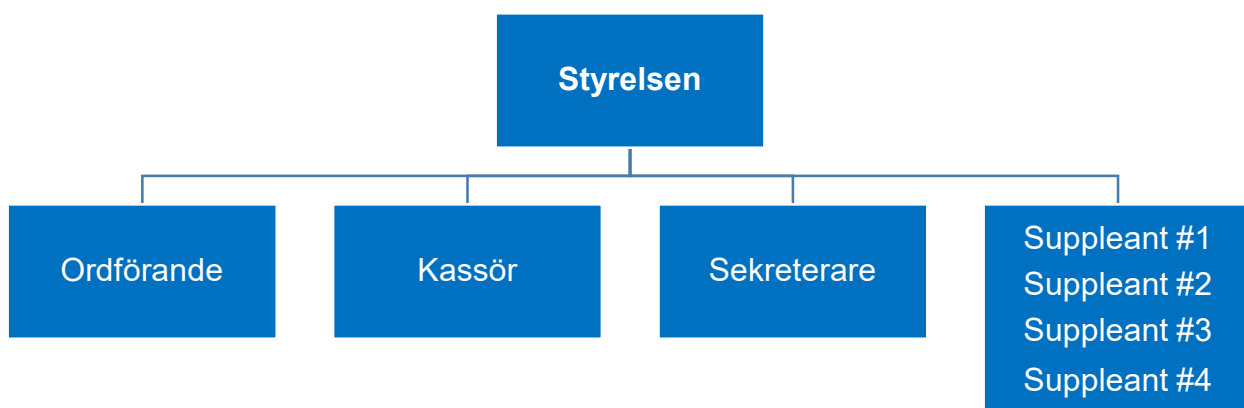 Styrelsen
Ordförande
Kassör
Sekreterare
Suppleant #1
Suppleant #2
Suppleant #3
Suppleant #4